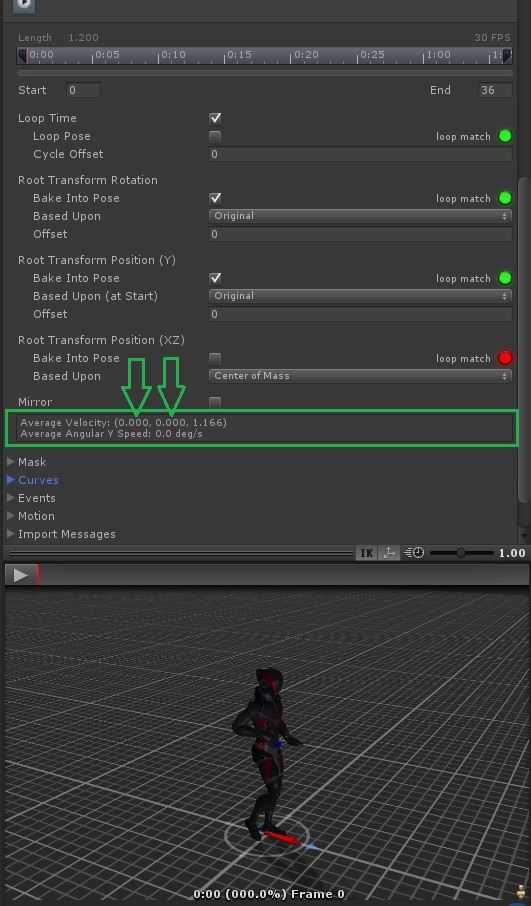 Length 1.200 30 FPS
0:00 0:05 0:10 0:15 0:20 0:25 1:00 1:
Start 0 End 36
Loop Time
Loop Pose loop match
Cycle Offset 0
Root Transform Rotation
Bake Into Pose loop match
Based Upon Original
Offset 0
Root Transform Position (Y)
Bake Into Pose loop match
Based Upon (at Start) Original
Offset 0
Root Transform Position (XZ)
Bake Into Pose loop match
Based Upon Center of Mass
Mirror
Average Velocity: (0.000, 0.000, 1.166)
Average Angular Y Speed: 0.0 deg/s
Mask
Curves
Events
Motion
Import Messages
IK 1.00
0:00 (000.0%) Frame 0